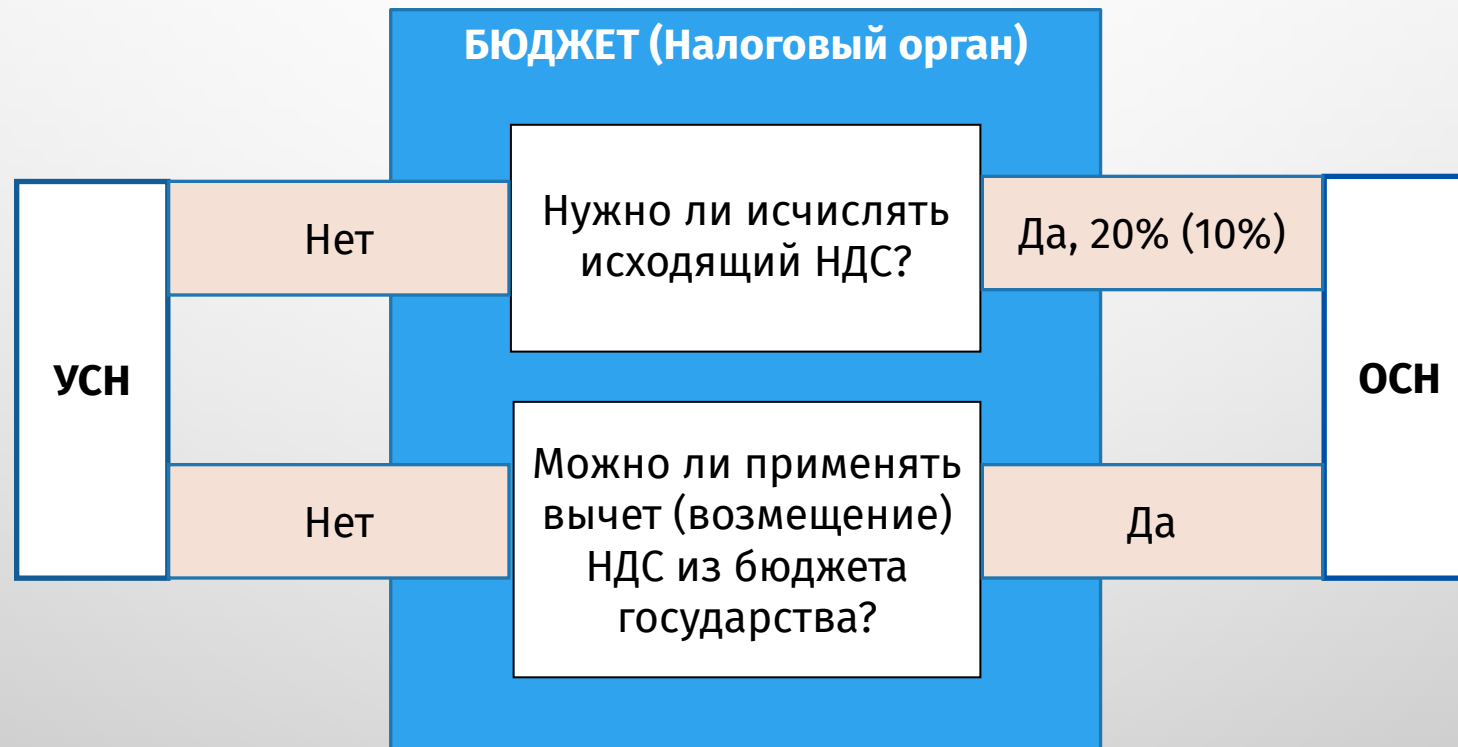 БЮДЖЕТ (Налоговый орган)
УСН
Нет
Нужно ли исчислять
исходящий НДС?
Да, 20% (10%)
ОСН
Нет
Можно ли применять
вычет (возмещение)
НДС из бюджета
государства?
Да